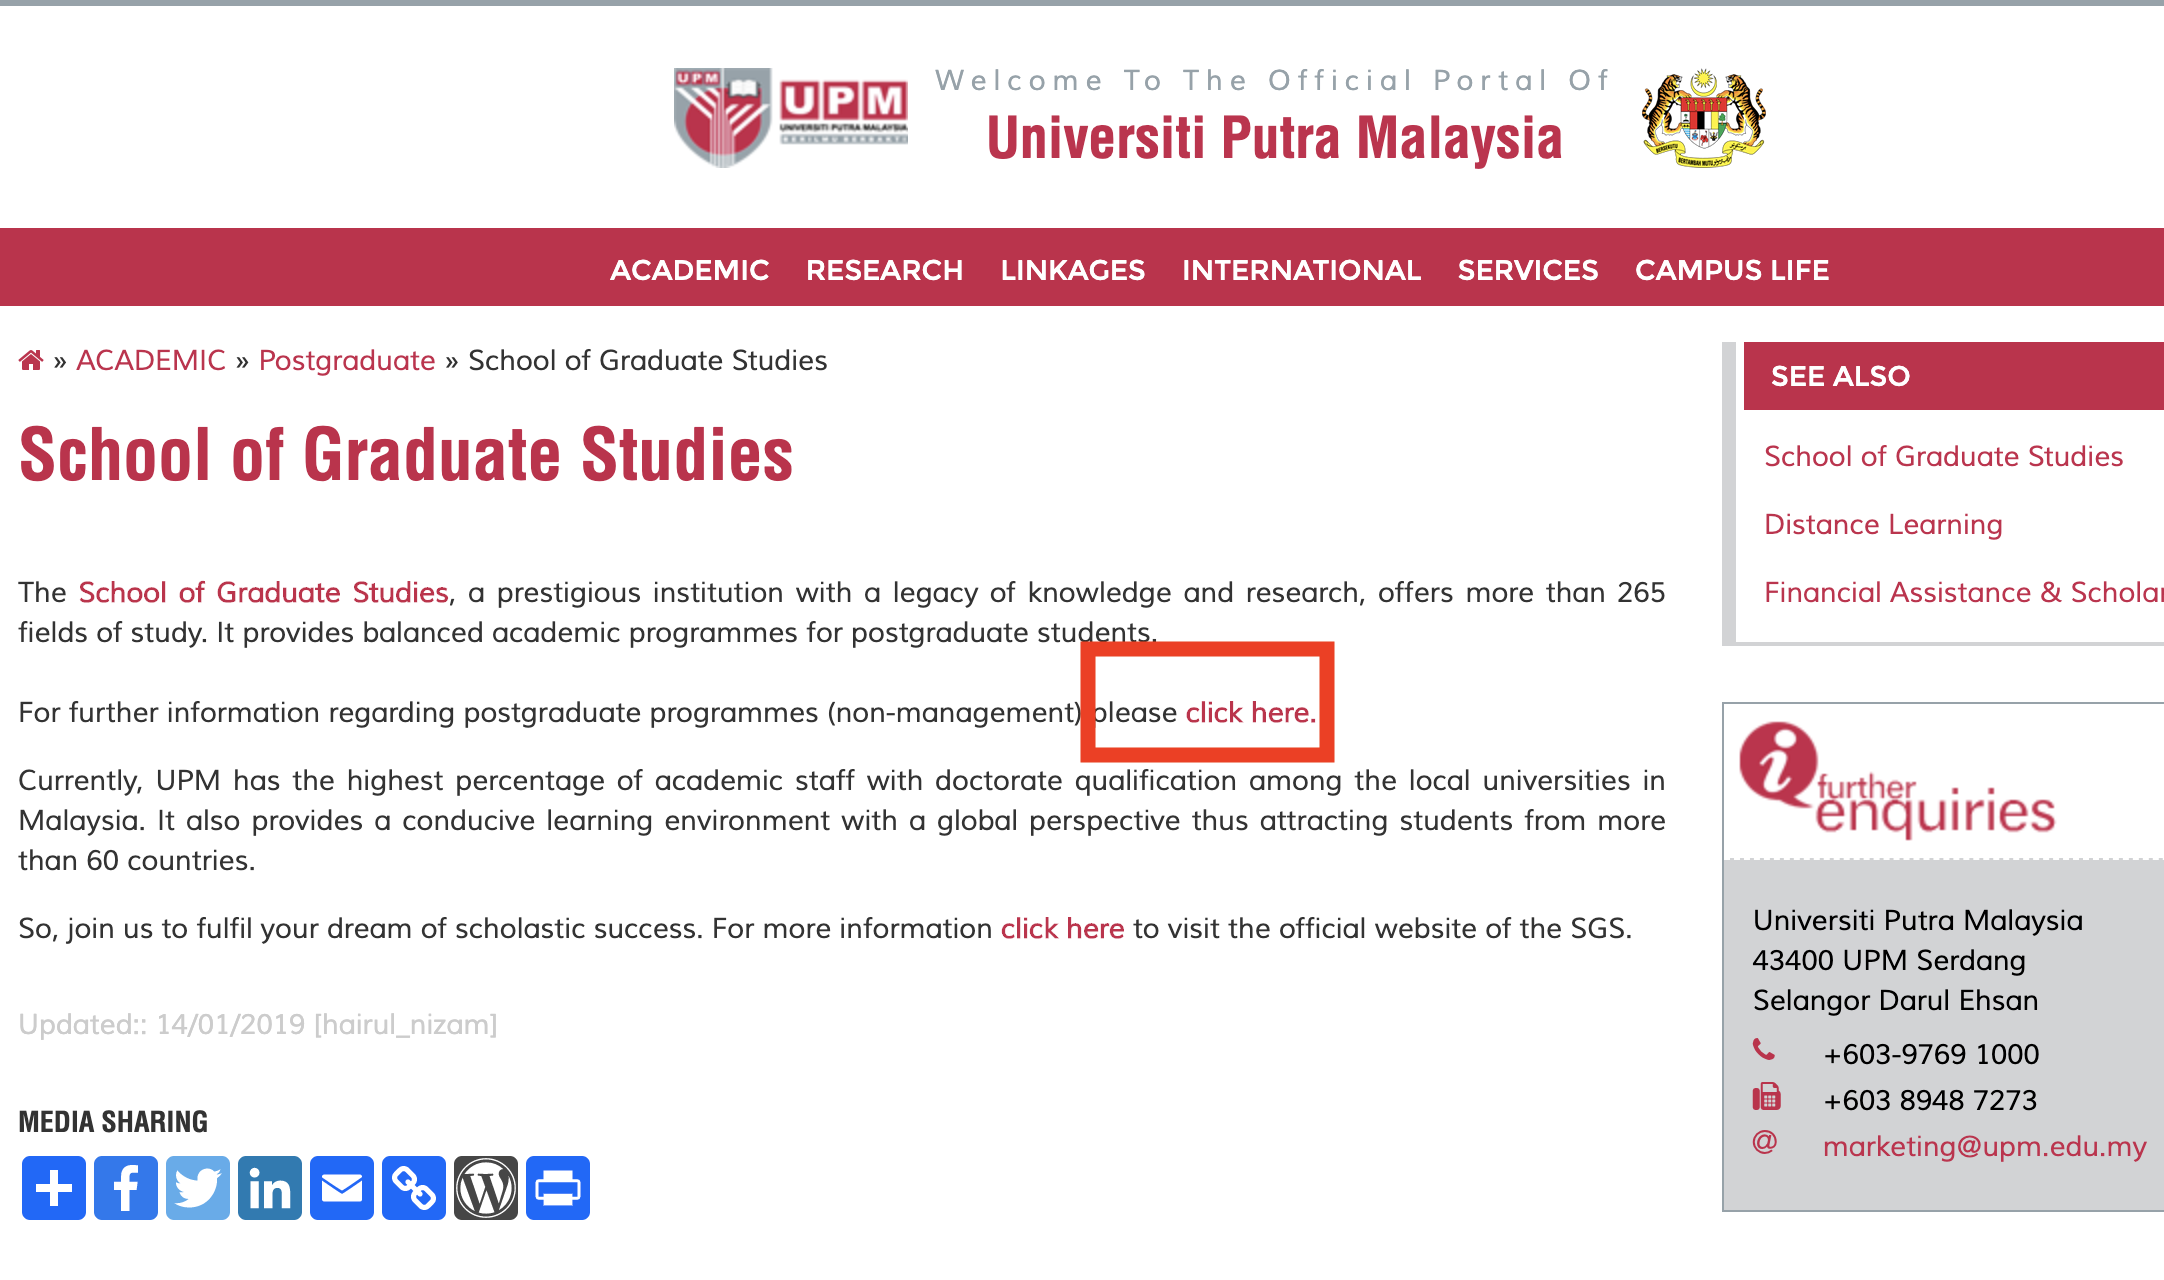 UPM
UPM
UNIVERSITI PUTRA MALAYSIA
BERILMU BERBAKTI
Welcome To The Official Portal Of
Universiti Putra Malaysia
ACADEMIC RESEARCH LINKAGES INTERNATIONAL SERVICES CAMPUS LIFE
» ACADEMIC » Postgraduate » School of Graduate Studies
School of Graduate Studies
The School of Graduate Studies, a prestigious institution with a legacy of knowledge and research, offers more than 265
fields of study. It provides balanced academic programmes for postgraduate students.
For further information regarding postgraduate programmes (non-management) please click here.
Currently, UPM has the highest percentage of academic staff with doctorate qualification among the local universities in
Malaysia. It also provides a conducive learning environment with a global perspective thus attracting students from more
than 60 countries.
So, join us to fulfil your dream of scholastic success. For more information click here to visit the official website of the SGS.
Updated:: 14/01/2019 [hairul_nizam]
MEDIA SHARING
SEE ALSO
School of Graduate Studies
Distance Learning
Financial Assistance & Scholar
further
enquiries
Universiti Putra Malaysia
43400 UPM Serdang
Selangor Darul Ehsan
+603-9769 1000
+603 8948 7273
@ marketing@upm.edu.my